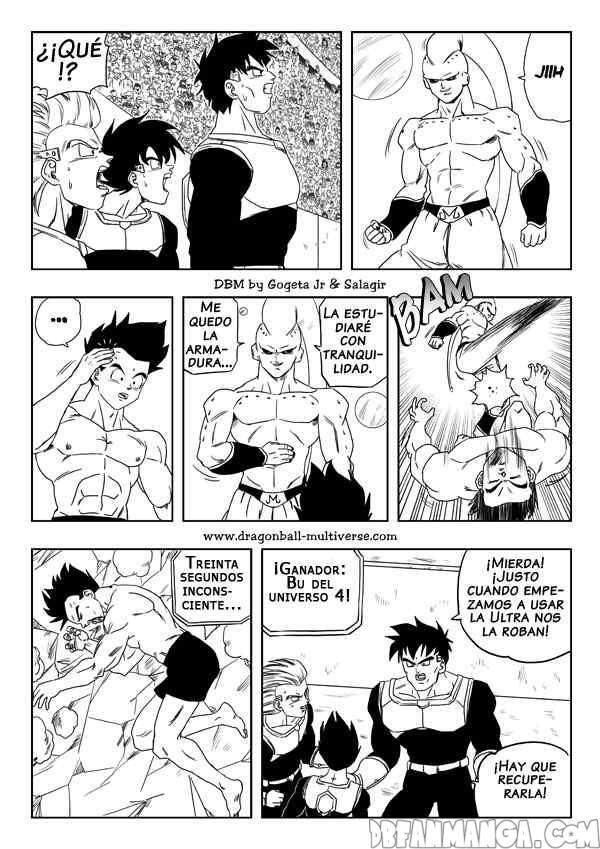 ¿¡QUÉ
!?
JIIH
DBM by Gogeta Jr & Salagir
...
ME
QUEDO
LA
ARMA-
DURA...
LA ESTU-
DIARÉ
CON
TRANQUI-
LIDAD.
BAM
www.dragonball-multiverse.com
TREINTA
SEGUNDOS
INCONS-
CIENTE...
¡GANADOR:
BU DEL
UNIVERSO 4!
¡MIERDA!
¡JUSTO
CUANDO EMPE-
ZAMOS A USAR
LA ULTRA NOS
LA ROBAN!
¡HAY QUE
RECUPE-
RARLA!
DBFANMANGA.COM